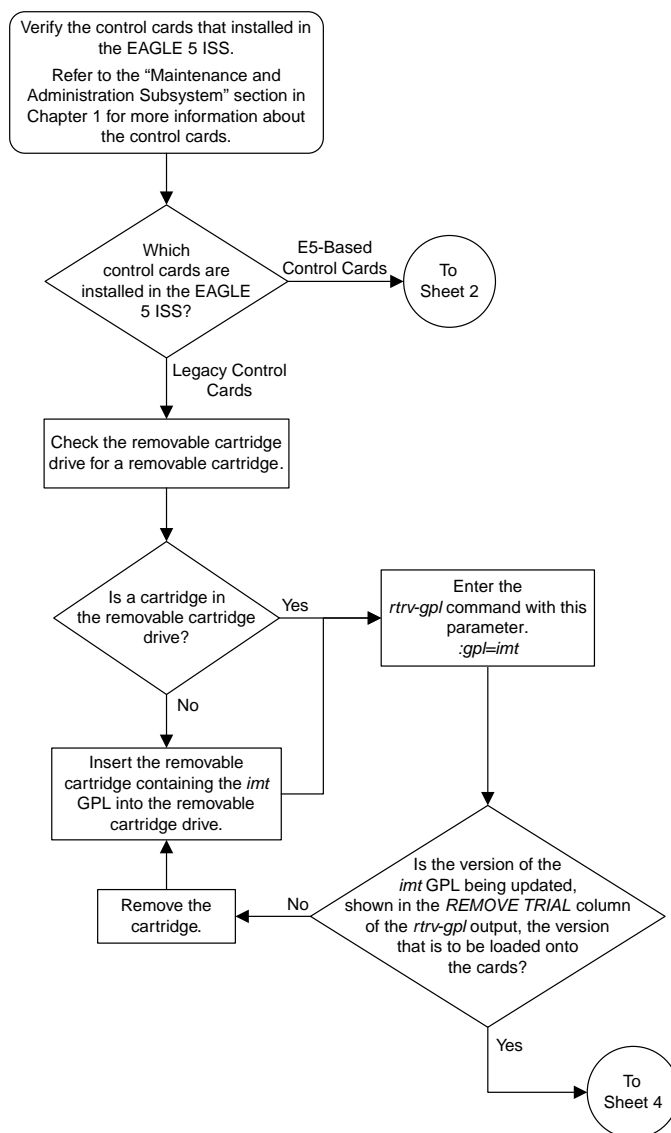 Verify the control cards that installed in
the EAGLE 5 ISS.
Refer to the “Maintenance and
Administration Subsystem” section in
Chapter 1 for more information about
the control cards.
Which
control cards are
installed in the EAGLE
5 ISS?
E5-Based
Control Cards
To
Sheet 2
Legacy Control
Cards
Check the removable cartridge
drive for a removable cartridge.
Is a cartridge in
the removable cartridge
drive?
Yes
Enter the
rtrv-gpl command with this
parameter.
:gpl=imt
No
Insert the removable
cartridge containing the imt
GPL into the removable
cartridge drive.
Is the version of the
imt GPL being updated,
shown in the REMOVE TRIAL column
of the rtrv-gpl output, the version
that is to be loaded onto
the cards?
No
Remove the
cartridge.
Yes
To
Sheet 4